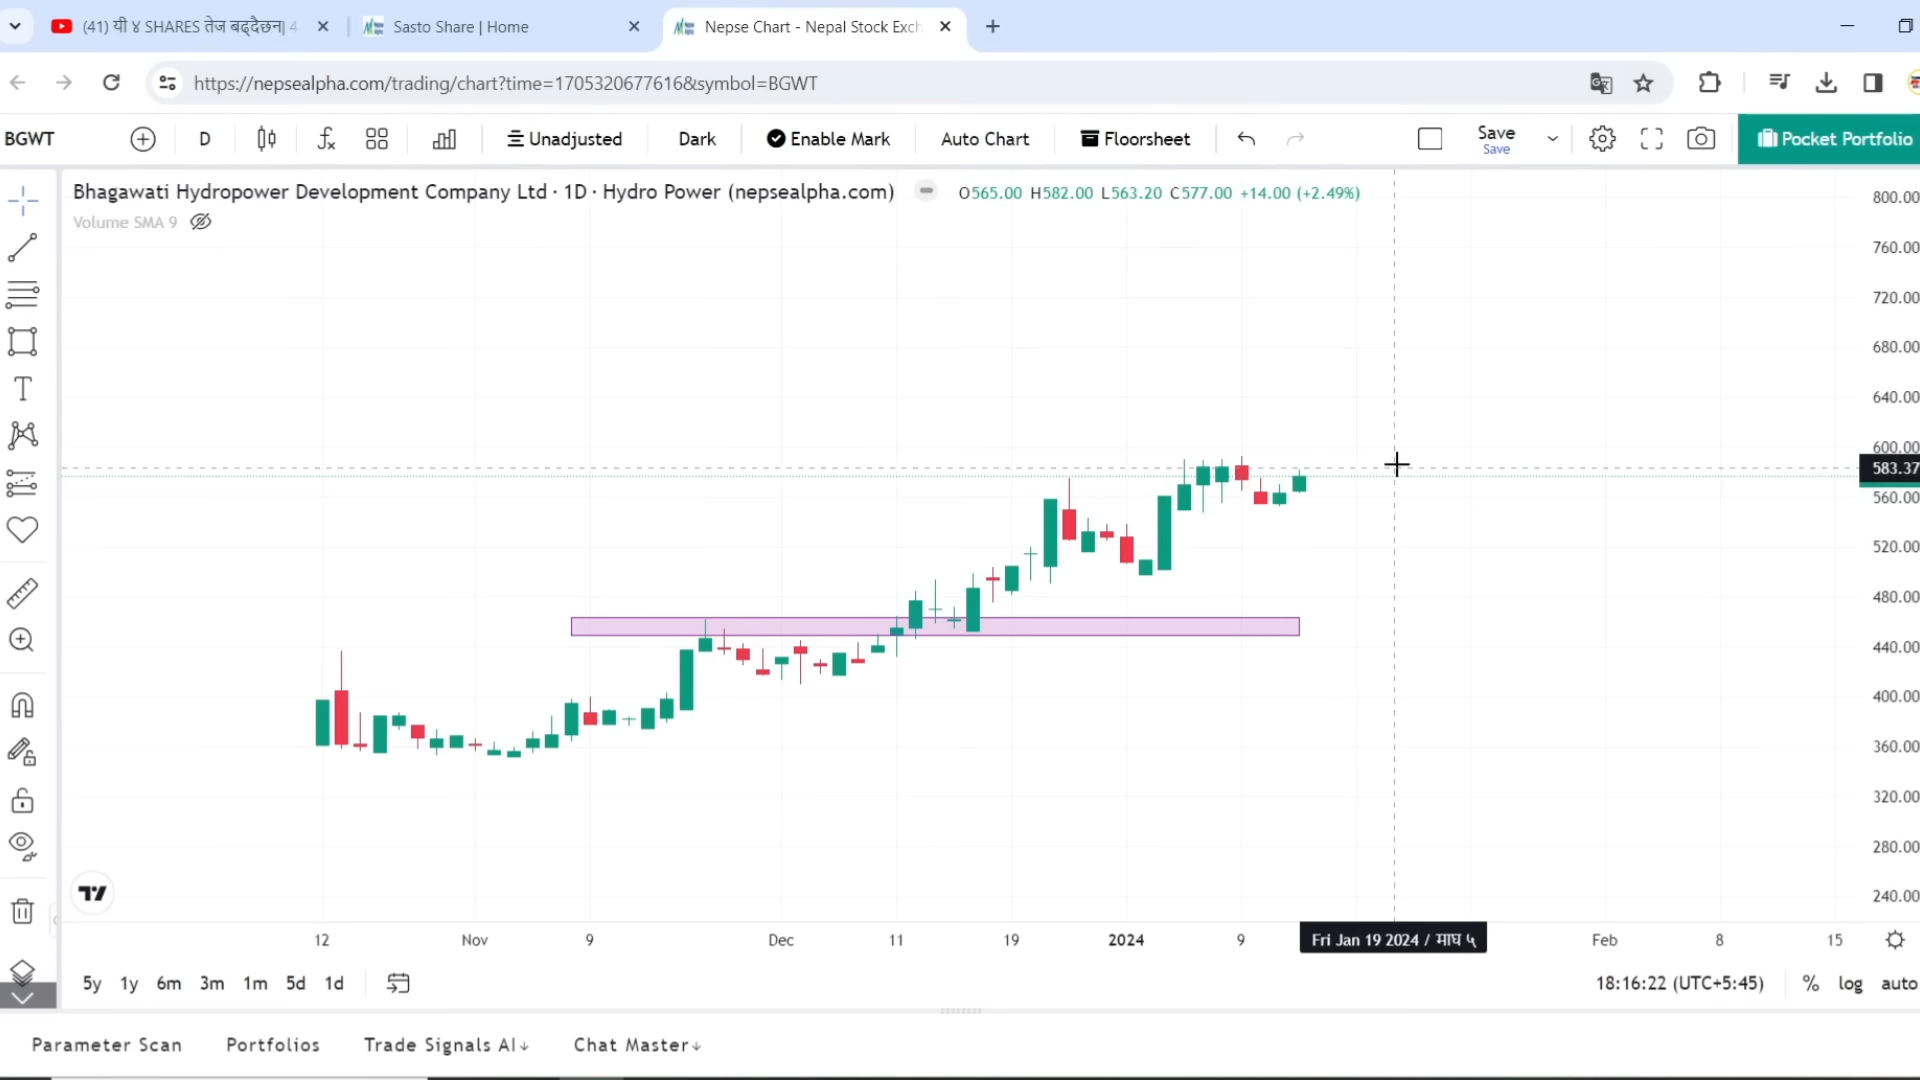 (41) यी ४ SHARES तेज बढ्दैछन्| 4
Sasto Share | Home
Nepse Chart - Nepal Stock Exch
https://nepsealpha.com/trading/chart?time=1705320677616&symbol=BGWT
BGWT
D
Unadjusted
Dark
Enable Mark
Auto Chart
Floorsheet
Save
Save
Pocket Portfolio
Bhagawati Hydropower Development Company Ltd · 1D · Hydro Power (nepsealpha.com)
O565.00 H582.00 L563.20 C577.00 +14.00 (+2.49%)
Volume SMA 9
800.00
760.00
720.00
680.00
640.00
600.00
583.37
560.00
520.00
480.00
440.00
400.00
360.00
320.00
280.00
240.00
12
Nov
9
Dec
11
19
2024
9
Fri Jan 19 2024 / माघ ५
Feb
8
15
5y 1y 6m 3m 1m 5d 1d
18:16:22 (UTC+5:45)
% log auto
Parameter Scan
Portfolios
Trade Signals AI↓
Chat Master↓